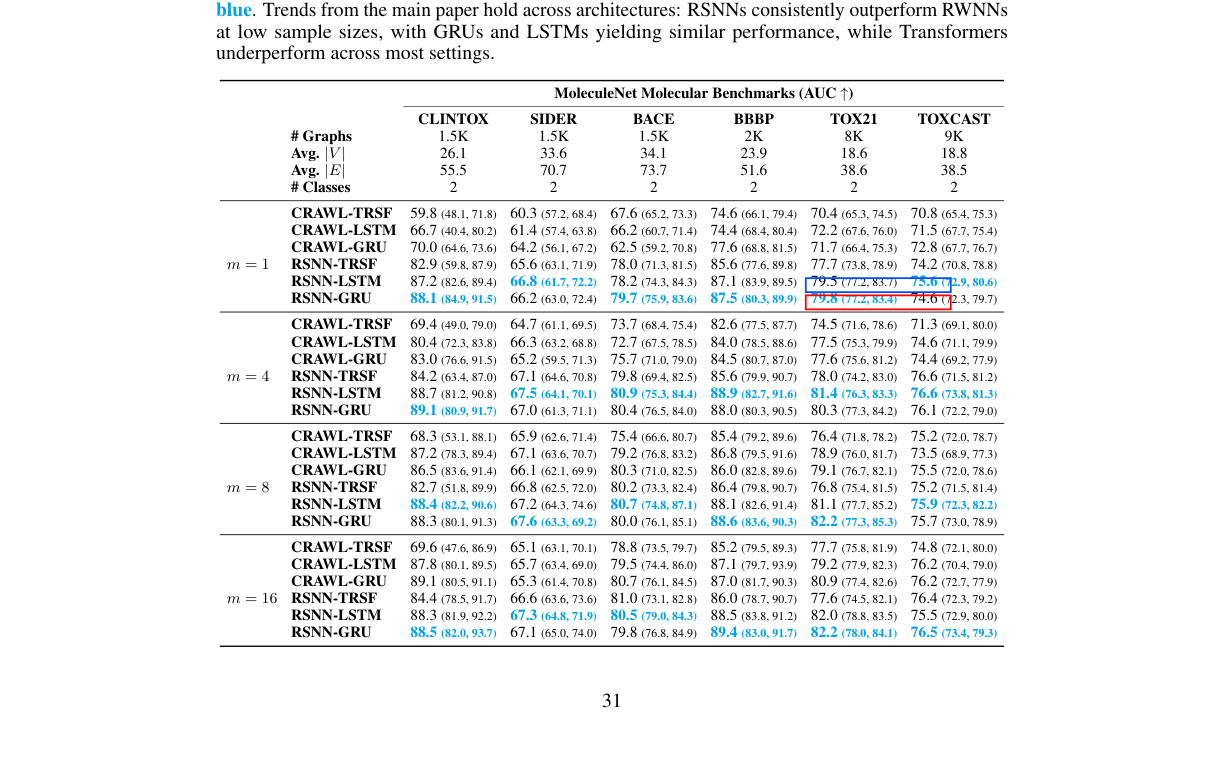 blue. Trends from the main paper hold across architectures: RSNNs consistently outperform RWNNs
at low sample sizes, with GRUs and LSTMs yielding similar performance, while Transformers
underperform across most settings.
MoleculeNet Molecular Benchmarks (AUC ↑)
CLINTOX SIDER BACE BBBP TOX21 TOXCAST
# Graphs 1.5K 1.5K 1.5K 2K 8K 9K
Avg. |V| 26.1 33.6 34.1 23.9 18.6 18.8
Avg. |E| 55.5 70.7 73.7 51.6 38.6 38.5
# Classes 2 2 2 2 2 2
CRAWL-TRSF 59.8 (48.1, 71.8) 60.3 (57.2, 68.4) 67.6 (65.2, 73.3) 74.6 (66.1, 79.4) 70.4 (65.3, 74.5) 70.8 (65.4, 75.3)
CRAWL-LSTM 66.7 (40.4, 80.2) 61.4 (57.4, 63.8) 66.2 (60.7, 71.4) 74.4 (68.4, 80.4) 72.2 (67.6, 76.0) 71.5 (67.7, 75.4)
CRAWL-GRU 70.0 (64.6, 73.6) 64.2 (56.1, 67.2) 62.5 (59.2, 70.8) 77.6 (68.8, 81.5) 71.7 (66.4, 75.3) 72.8 (67.7, 76.7)
m = 1 RSNN-TRSF 82.9 (59.8, 87.9) 65.6 (63.1, 71.9) 78.0 (71.3, 81.5) 85.6 (77.6, 89.8) 77.7 (73.8, 78.9) 74.2 (70.8, 78.8)
RSNN-LSTM 87.2 (82.6, 89.4) 66.8 (61.7, 72.2) 78.2 (74.3, 84.3) 87.1 (83.9, 89.5) 79.5 (77.2, 83.7) 75.6 (72.9, 80.6)
RSNN-GRU 88.1 (84.9, 91.5) 66.2 (63.0, 72.4) 79.7 (75.9, 83.6) 87.5 (80.3, 89.9) 79.8 (77.2, 83.4) 74.6 (72.3, 79.7)
CRAWL-TRSF 69.4 (49.0, 79.0) 64.7 (61.1, 69.5) 73.7 (68.4, 75.4) 82.6 (77.5, 87.7) 74.5 (71.6, 78.6) 71.3 (69.1, 80.0)
CRAWL-LSTM 80.4 (72.3, 83.8) 66.3 (63.2, 68.8) 72.7 (67.5, 78.5) 84.0 (78.5, 88.6) 77.5 (75.3, 79.9) 74.6 (71.1, 79.9)
CRAWL-GRU 83.0 (76.6, 91.5) 65.2 (59.5, 71.3) 75.7 (71.0, 79.0) 84.5 (80.7, 87.0) 77.6 (75.6, 81.2) 74.4 (69.2, 77.9)
m = 4 RSNN-TRSF 84.2 (63.4, 87.0) 67.1 (64.6, 70.8) 79.8 (69.4, 82.5) 85.6 (79.9, 90.7) 78.0 (74.2, 83.0) 76.6 (71.5, 81.2)
RSNN-LSTM 88.7 (81.2, 90.8) 67.5 (64.1, 70.1) 80.9 (75.3, 84.4) 88.9 (82.7, 91.6) 81.4 (76.3, 83.3) 76.6 (73.8, 81.3)
RSNN-GRU 89.1 (80.9, 91.7) 67.0 (61.3, 71.1) 80.4 (76.5, 84.0) 88.0 (80.3, 90.5) 80.3 (77.3, 84.2) 76.1 (72.2, 79.0)
CRAWL-TRSF 68.3 (53.1, 88.1) 65.9 (62.6, 71.4) 75.4 (66.6, 80.7) 85.4 (79.2, 89.6) 76.4 (71.8, 78.2) 75.2 (72.0, 78.7)
CRAWL-LSTM 87.2 (78.3, 89.4) 67.1 (63.6, 70.7) 79.2 (76.8, 83.2) 86.8 (79.5, 91.6) 78.9 (76.0, 81.7) 73.5 (68.9, 77.3)
CRAWL-GRU 86.5 (83.6, 91.4) 66.1 (62.1, 69.9) 80.3 (71.0, 82.5) 86.0 (82.8, 89.6) 79.1 (76.7, 82.1) 75.5 (72.0, 78.6)
m = 8 RSNN-TRSF 82.7 (51.8, 89.9) 66.8 (62.5, 72.0) 80.2 (73.3, 82.4) 86.4 (79.8, 90.7) 76.8 (75.4, 81.5) 75.2 (71.5, 81.4)
RSNN-LSTM 88.4 (82.2, 90.6) 67.2 (64.3, 74.6) 80.7 (74.8, 87.1) 88.1 (82.6, 91.4) 81.1 (77.7, 85.2) 75.9 (72.3, 82.2)
RSNN-GRU 88.3 (80.1, 91.3) 67.6 (63.3, 69.2) 80.0 (76.1, 85.1) 88.6 (83.6, 90.3) 82.2 (77.3, 85.3) 75.7 (73.0, 78.9)
CRAWL-TRSF 69.6 (47.6, 86.9) 65.1 (63.1, 70.1) 78.8 (73.5, 79.7) 85.2 (79.5, 89.3) 77.7 (75.8, 81.9) 74.8 (72.1, 80.0)
CRAWL-LSTM 87.8 (80.1, 89.5) 65.7 (63.4, 69.0) 79.5 (74.4, 86.0) 87.1 (79.7, 93.9) 79.2 (77.9, 82.3) 76.2 (70.4, 79.0)
CRAWL-GRU 89.1 (80.5, 91.1) 65.3 (61.4, 70.8) 80.7 (76.1, 84.5) 87.0 (81.7, 90.3) 80.9 (77.4, 82.6) 76.2 (72.7, 77.9)
m = 16 RSNN-TRSF 84.4 (78.5, 91.7) 66.6 (63.6, 73.6) 81.0 (73.1, 82.8) 86.0 (78.7, 90.7) 77.6 (74.5, 82.1) 76.4 (72.3, 79.2)
RSNN-LSTM 88.3 (81.9, 92.2) 67.3 (64.8, 71.9) 80.5 (79.0, 84.3) 88.5 (83.8, 91.2) 82.0 (78.8, 83.5) 75.5 (72.9, 80.0)
RSNN-GRU 88.5 (82.0, 93.7) 67.1 (65.0, 74.0) 79.8 (76.8, 84.9) 89.4 (83.0, 91.7) 82.2 (78.0, 84.1) 76.5 (73.4, 79.3)
31